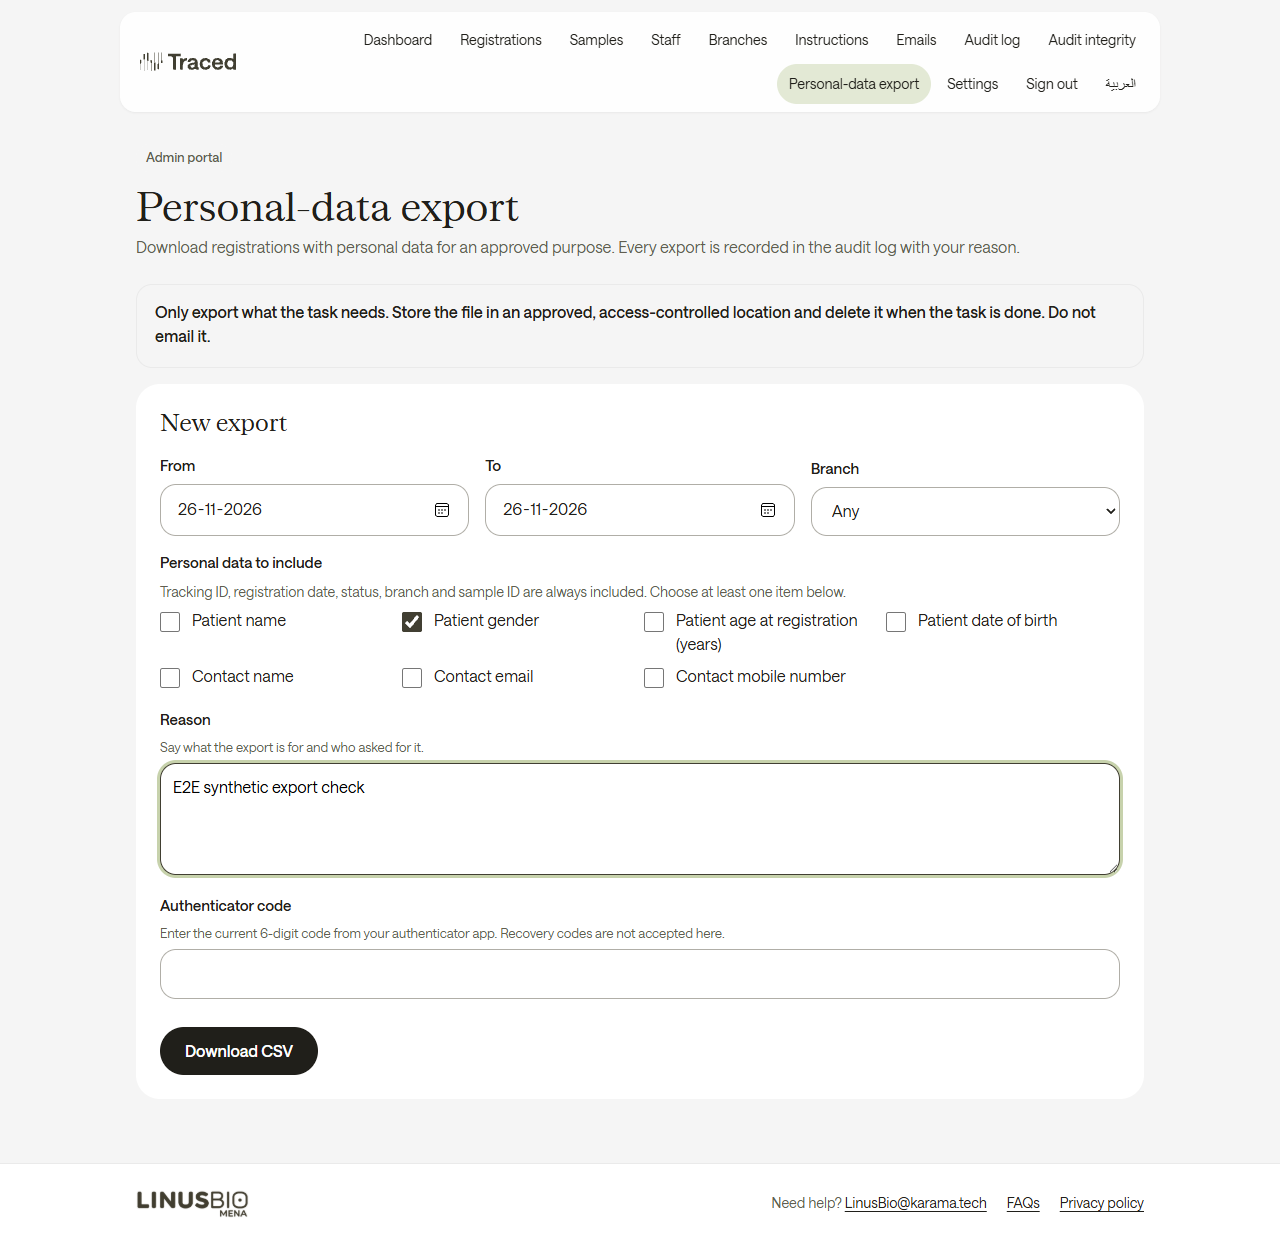 Traced
Dashboard Registrations Samples Staff Branches Instructions Emails Audit log Audit integrity
Personal-data export Settings Sign out العربية
Admin portal
Personal-data export
Download registrations with personal data for an approved purpose. Every export is recorded in the audit log with your reason.
Only export what the task needs. Store the file in an approved, access-controlled location and delete it when the task is done. Do not
email it.
New export
From To Branch
26-11-2026 26-11-2026 Any
Personal data to include
Tracking ID, registration date, status, branch and sample ID are always included. Choose at least one item below.
Patient name Patient gender Patient age at registration Patient date of birth
(years)
Contact name Contact email Contact mobile number
Reason
Say what the export is for and who asked for it.
E2E synthetic export check
Authenticator code
Enter the current 6-digit code from your authenticator app. Recovery codes are not accepted here.
Download CSV
LINUSBIO
MENA
Need help? LinusBio@karama.tech FAQs Privacy policy